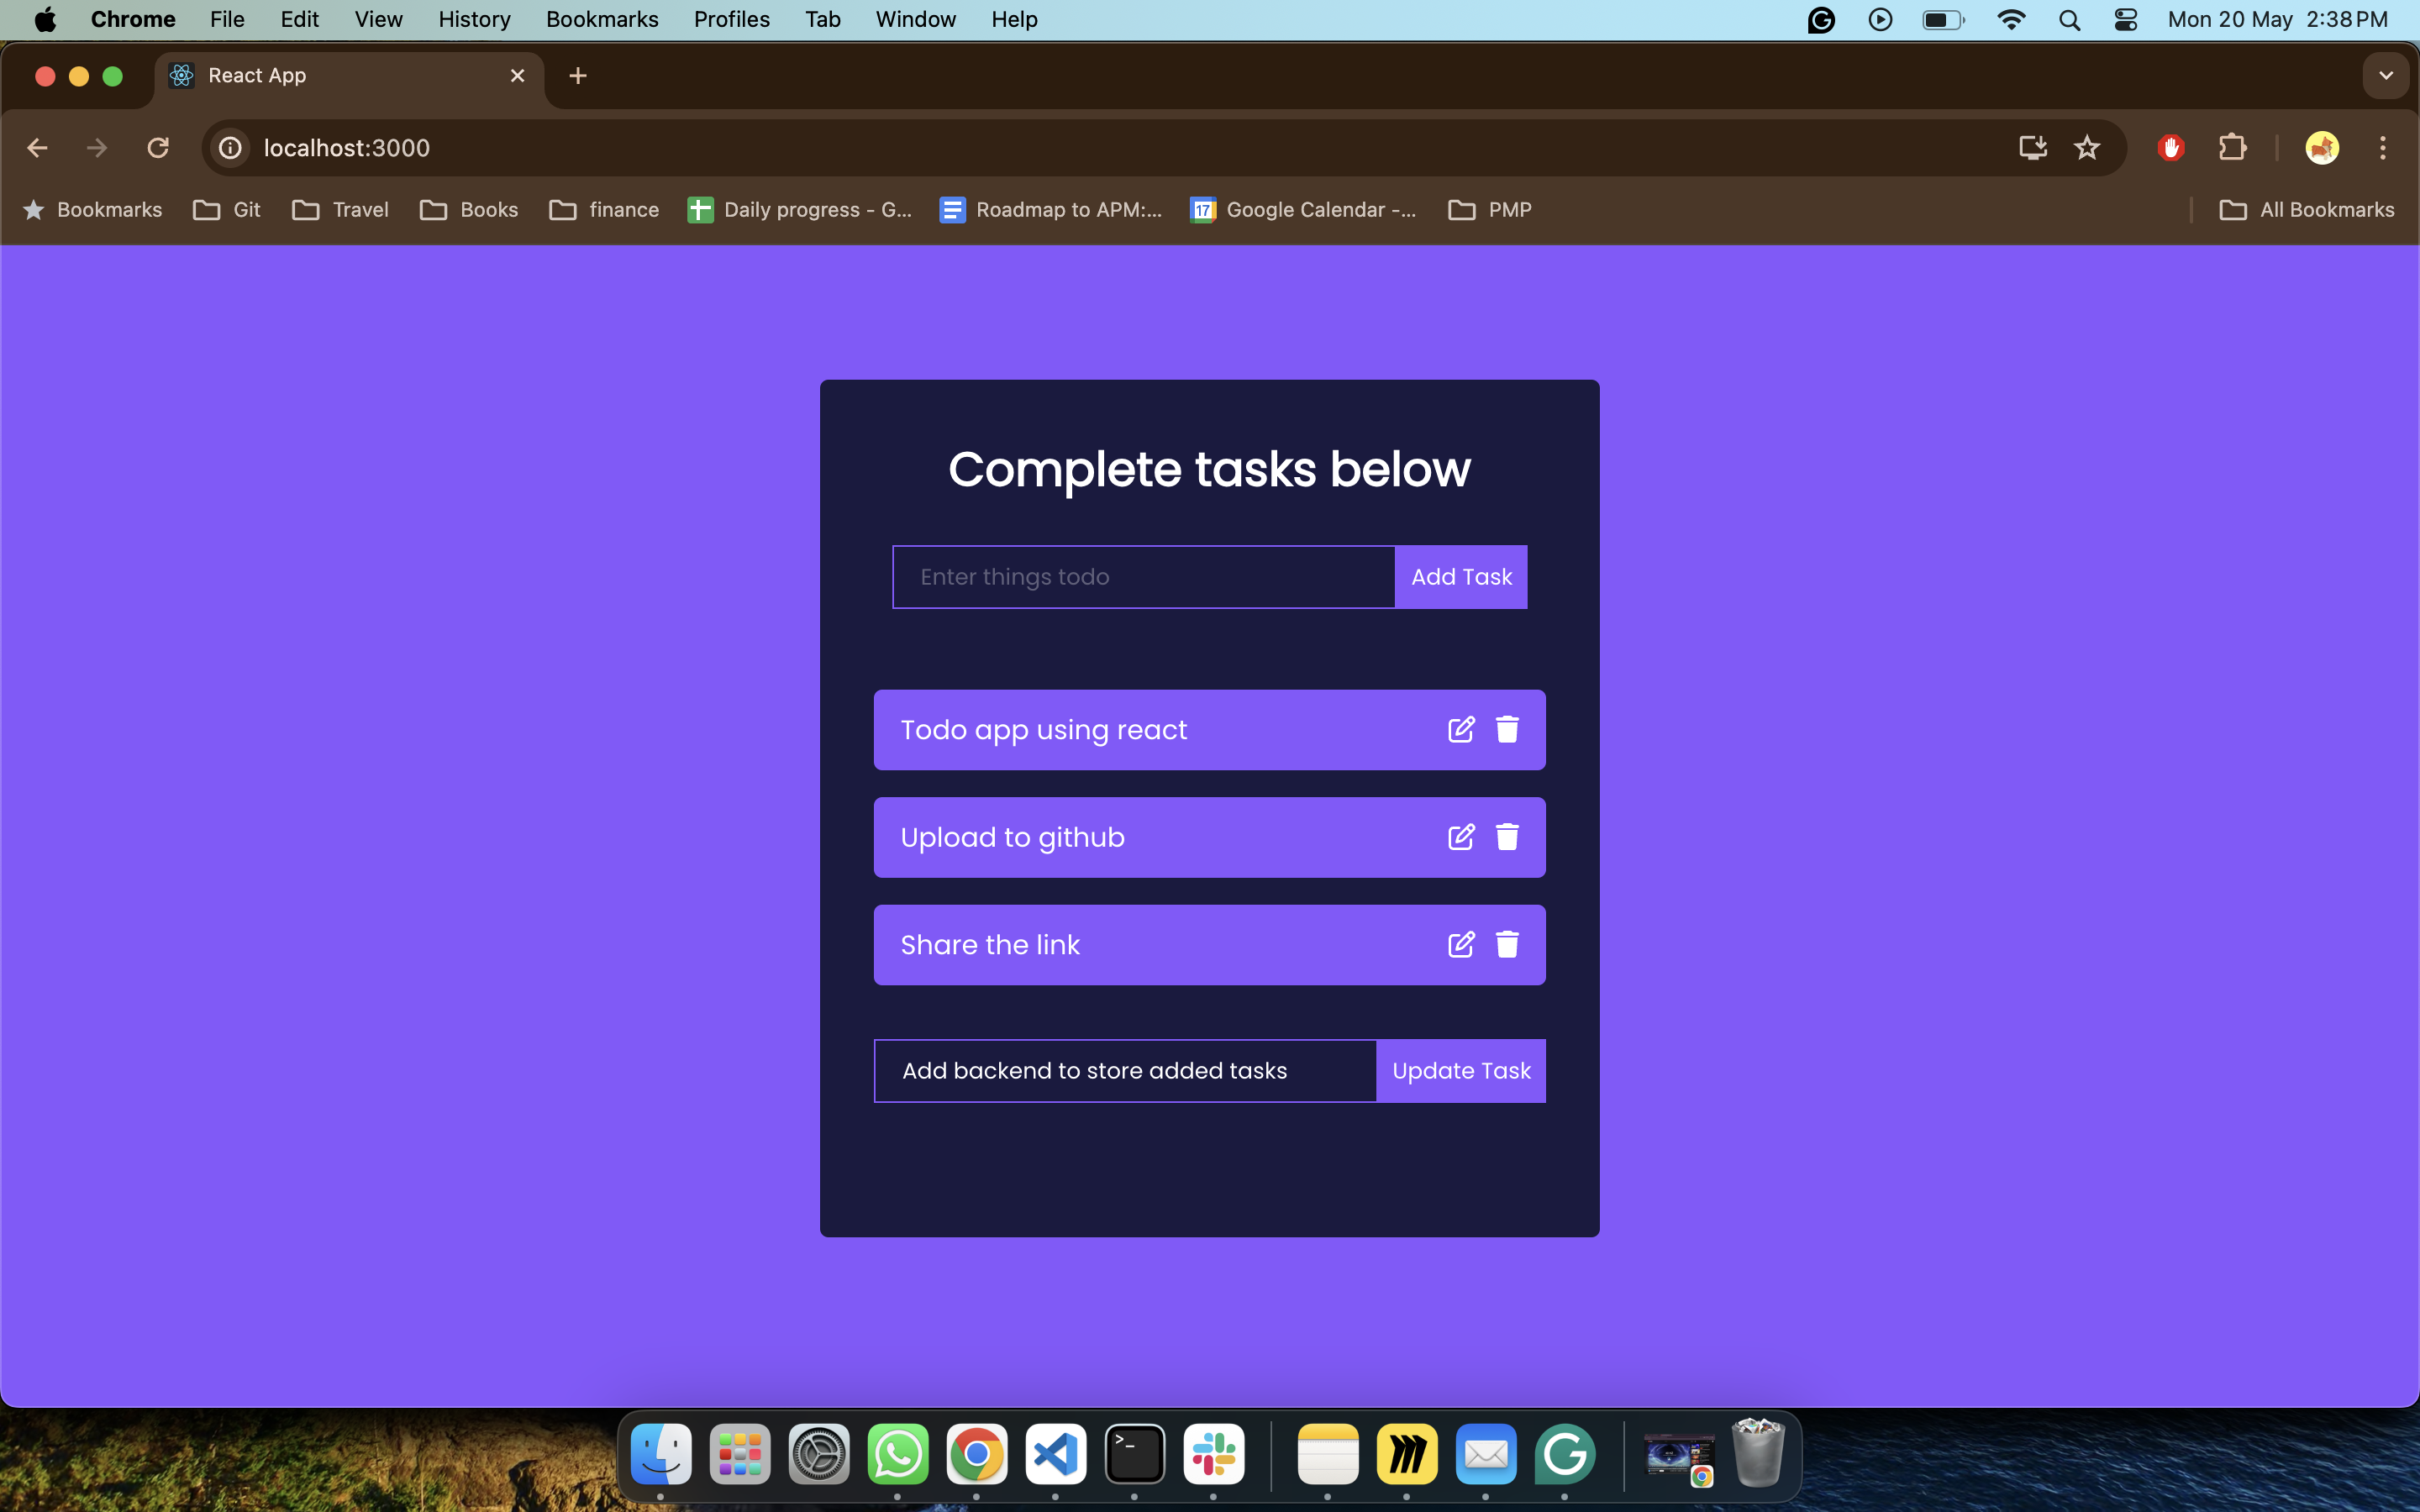 Chrome File Edit View History Bookmarks Profiles Tab Window Help Mon 20 May 2:38 PM
React App
localhost:3000
Bookmarks Git Travel Books finance Daily progress - G... Roadmap to APM:... 17 Google Calendar -... PMP All Bookmarks
Complete tasks below
Enter things todo Add Task
Todo app using react
Upload to github
Share the link
Add backend to store added tasks Update Task